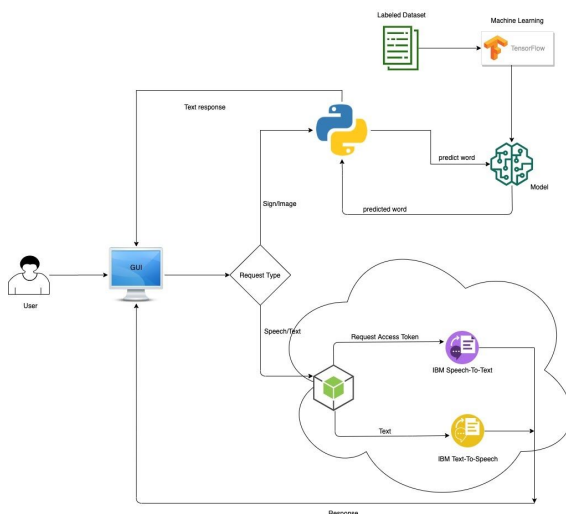 Labeled Dataset
Machine Learning
TensorFlow
Text response
predict word
Model
Sign/Image
predicted word
GUI
Request Type
User
Speech/Text
Request Access Token
IBM Speech-To-Text
Text
IBM Text-To-Speech
Response